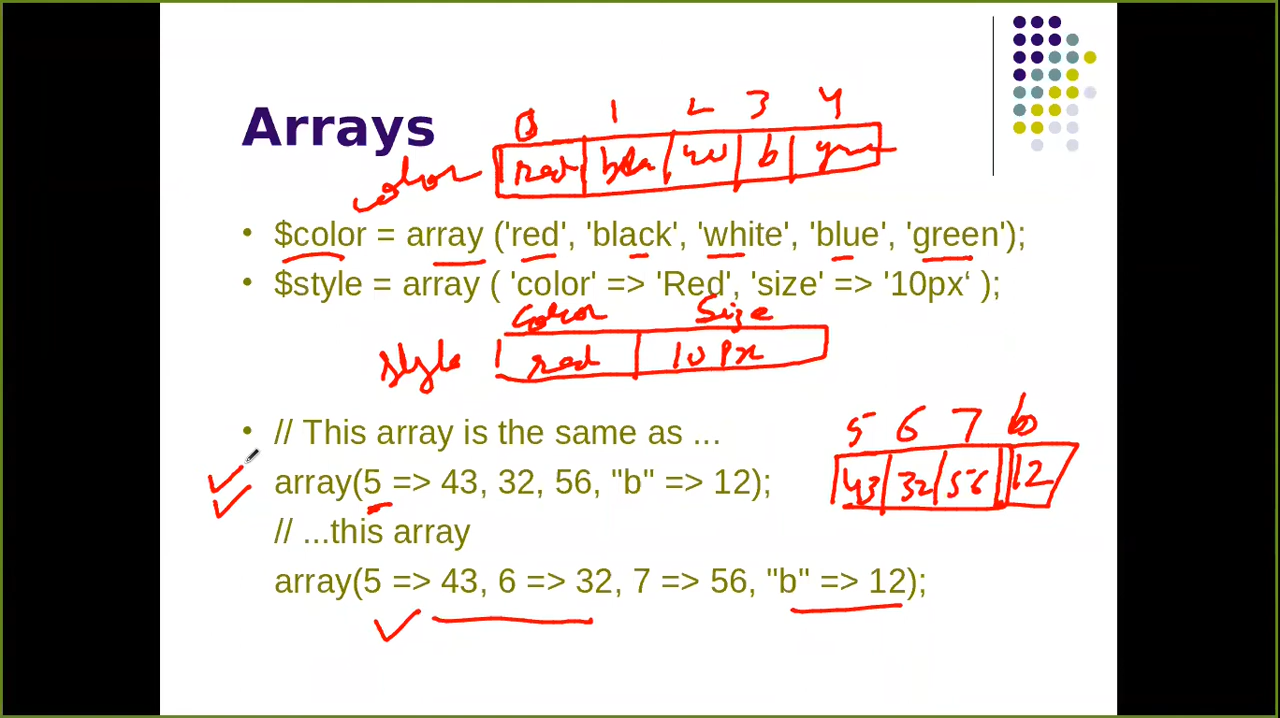 Arrays
0 1 2 3 4
color red b
• $color = array ('red', 'black', 'white', 'blue', 'green');
• $style = array ( 'color' => 'Red', 'size' => '10px‘ );
Color Size
style red 10 px
• // This array is the same as ...
array(5 => 43, 32, 56, "b" => 12);
// ...this array
array(5 => 43, 6 => 32, 7 => 56, "b" => 12);
5 6 7 b
43 32 56 12